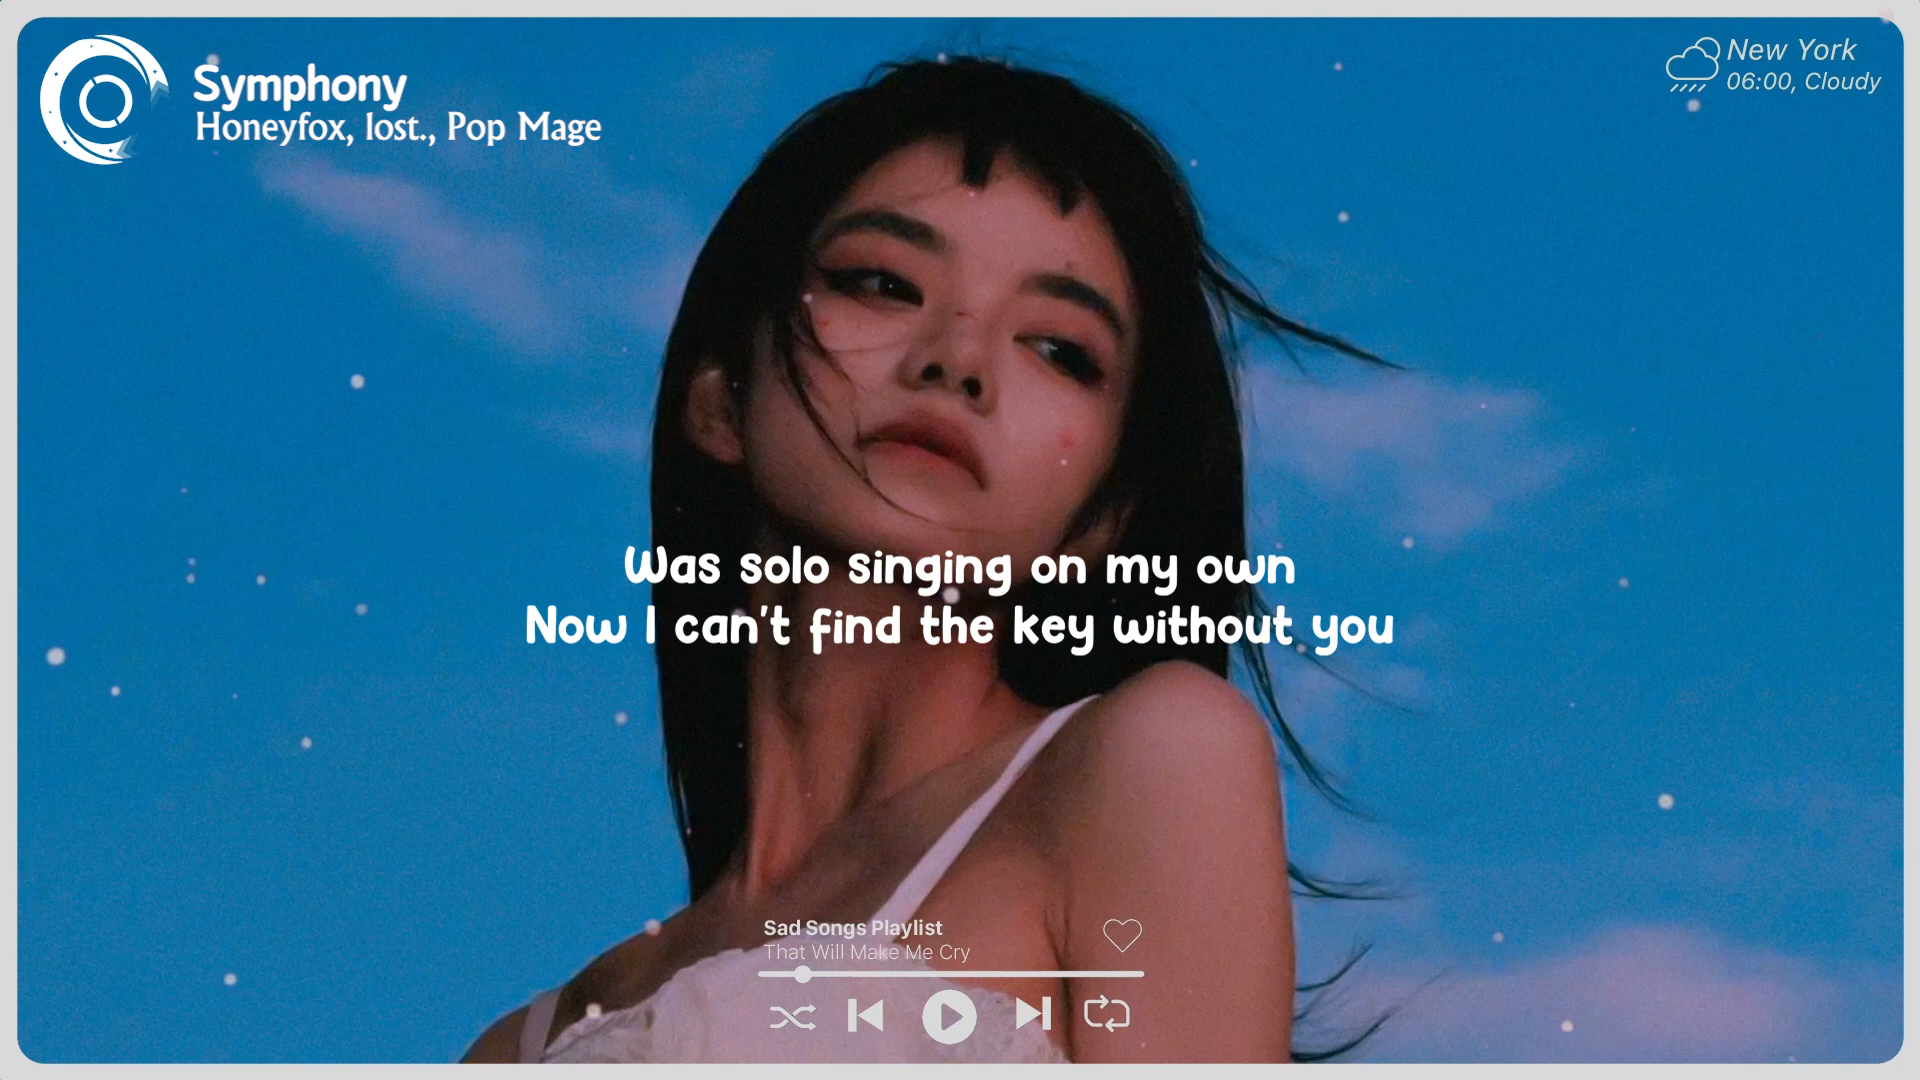 Symphony
Honeyfox, lost., Pop Mage
New York
06:00, Cloudy
Was solo singing on my own
Now I can't find the key without you
Sad Songs Playlist
That Will Make Me Cry